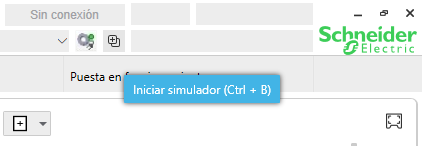 Sin conexión
Schneider
Electric
Puesta en
Iniciar simulador (Ctrl + B)